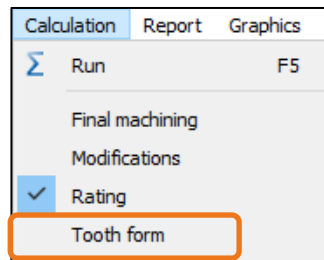 Calculation Report Graphics
Σ Run F5
Final machining
Modifications
Rating
Tooth form